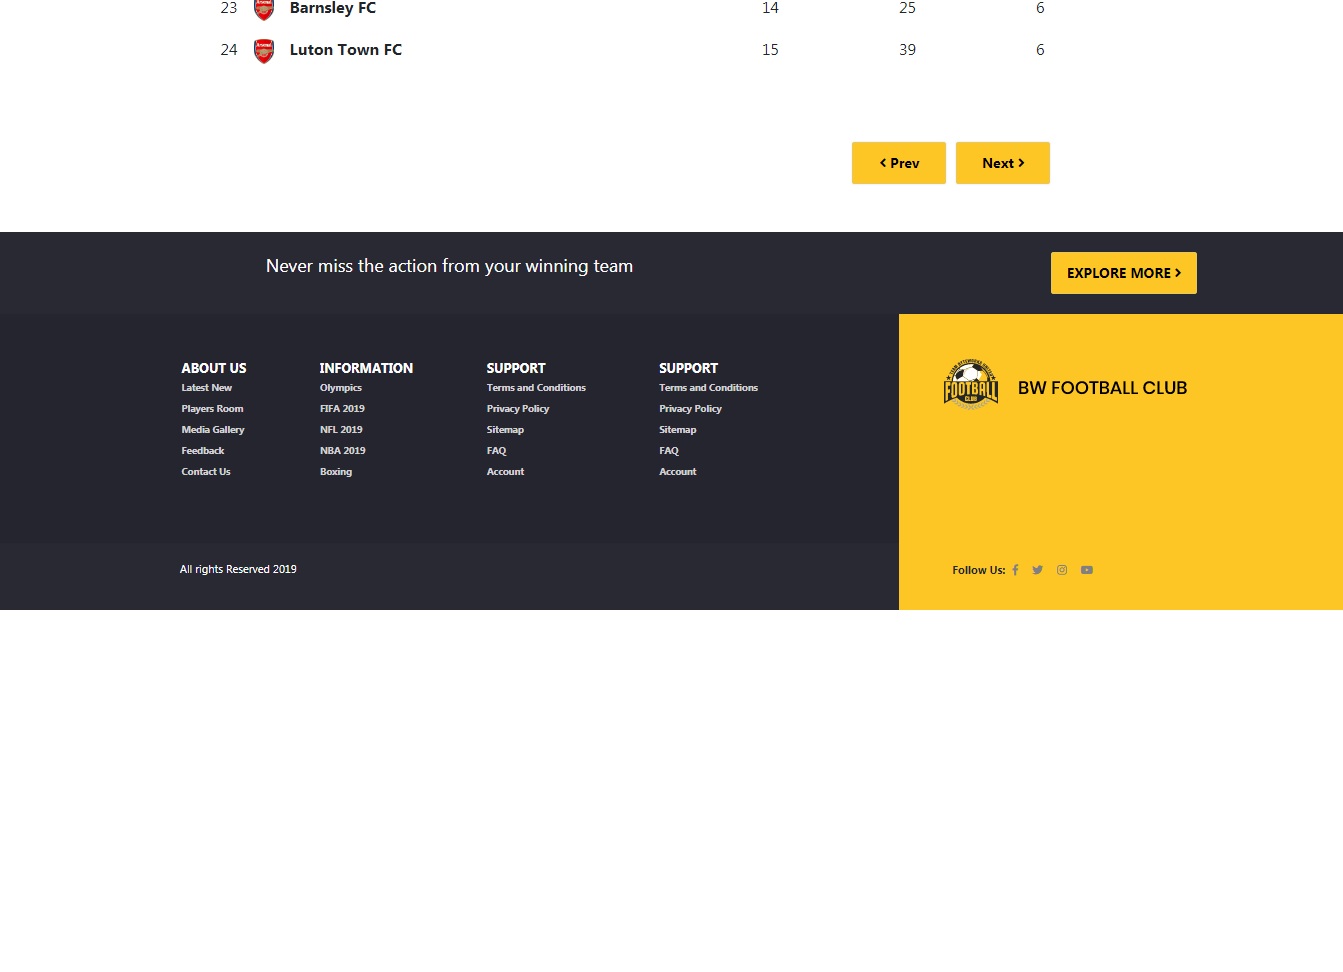 23 Barnsley FC 14 25 6
24 Luton Town FC 15 39 6
Prev Next
Never miss the action from your winning team
EXPLORE MORE
ABOUT US
Latest New
Players Room
Media Gallery
Feedback
Contact Us
INFORMATION
Olympics
FIFA 2019
NFL 2019
NBA 2019
Boxing
SUPPORT
Terms and Conditions
Privacy Policy
Sitemap
FAQ
Account
SUPPORT
Terms and Conditions
Privacy Policy
Sitemap
FAQ
Account
FOOTBALL
CLUB
BW FOOTBALL CLUB
All rights Reserved 2019
Follow Us: